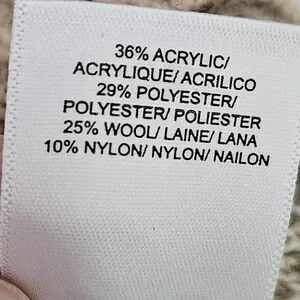 36% ACRYLIC/
ACRYLIQUE/ ACRILICO
29% POLYESTER/
POLYESTER/ POLIESTER
25% WOOL/ LAINE/ LANA
10% NYLON/ NYLON/ NAILON